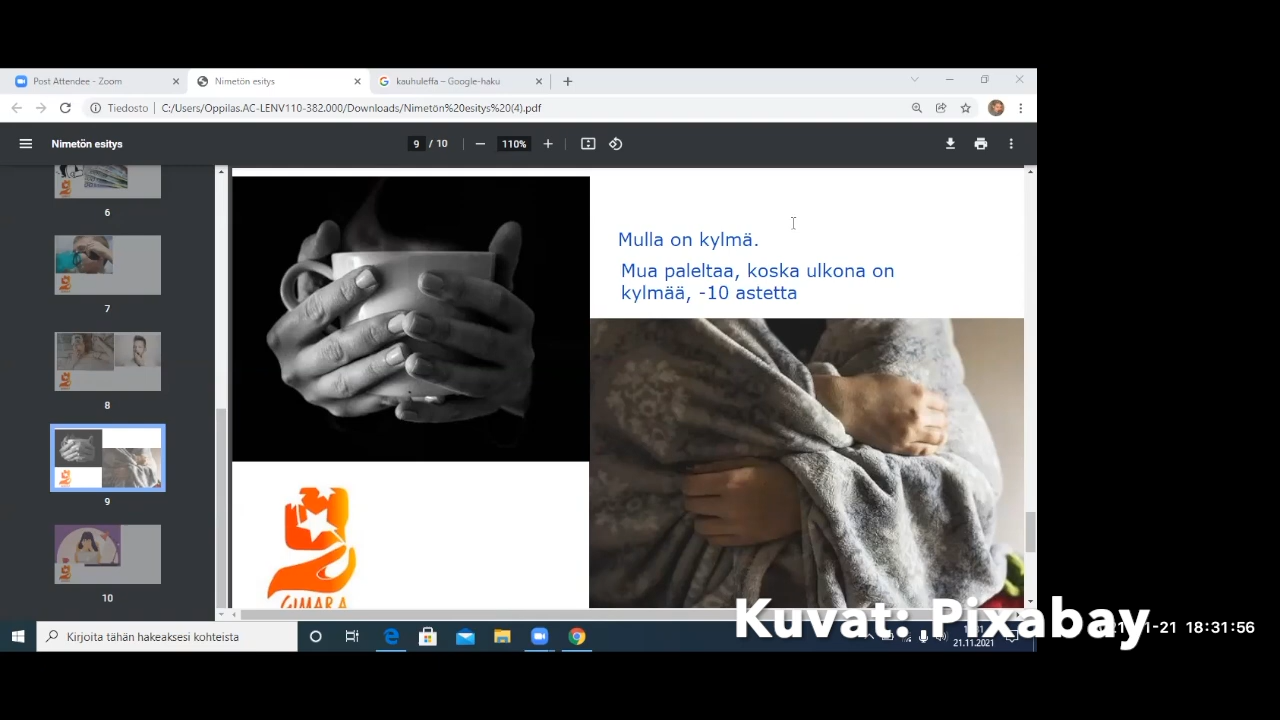 Post Attendee - Zoom
Nimetön esitys
kauhuleffa – Google-haku
Tiedosto
C:/Users/Oppilas.AC-LENV110-382.000/Downloads/Nimetön%20esitys%20(4).pdf
Nimetön esitys
9 / 10
110%
6
7
8
9
10
Mulla on kylmä.
Mua paleltaa, koska ulkona on
kylmää, -10 astetta
GIMARA
Kuvat: Pixabay
Kirjoita tähän hakeaksesi kohteista
21.11.2021
18:31:56